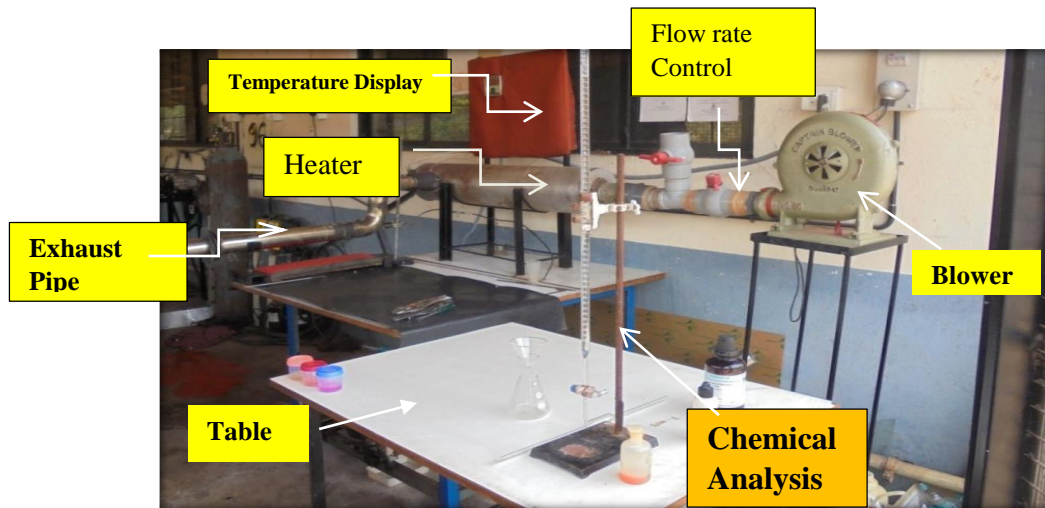 Flow rate
Control
Temperature Display
Heater
CAPTAIN BLOWER
Exhaust
Pipe
Blower
Table
Chemical
Analysis